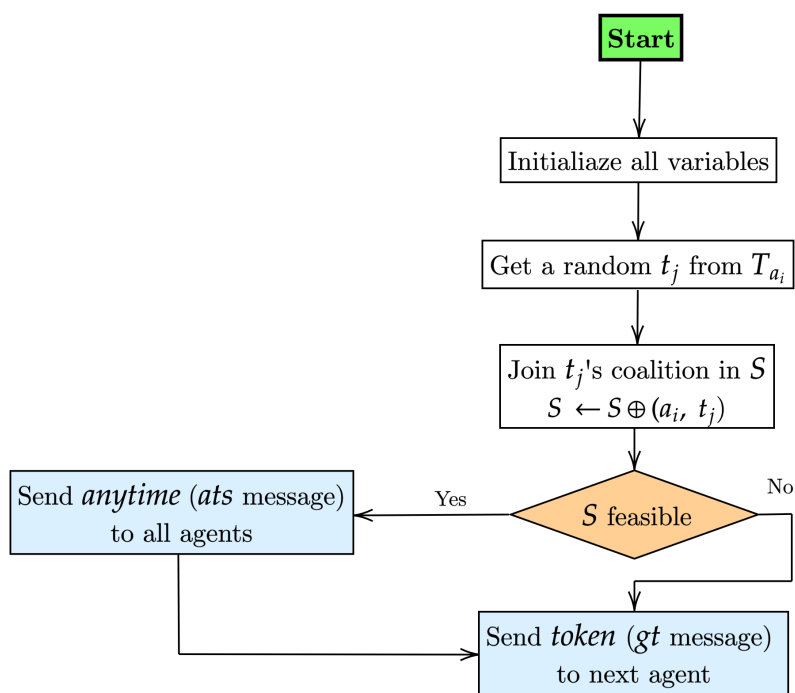 Start
Initialiaze all variables
Get a random t_j from T_{a_i}
Join t_j's coalition in S
S ← S ⊕ (a_i, t_j)
S feasible
Yes
No
Send anytime (ats message)
to all agents
Send token (gt message)
to next agent